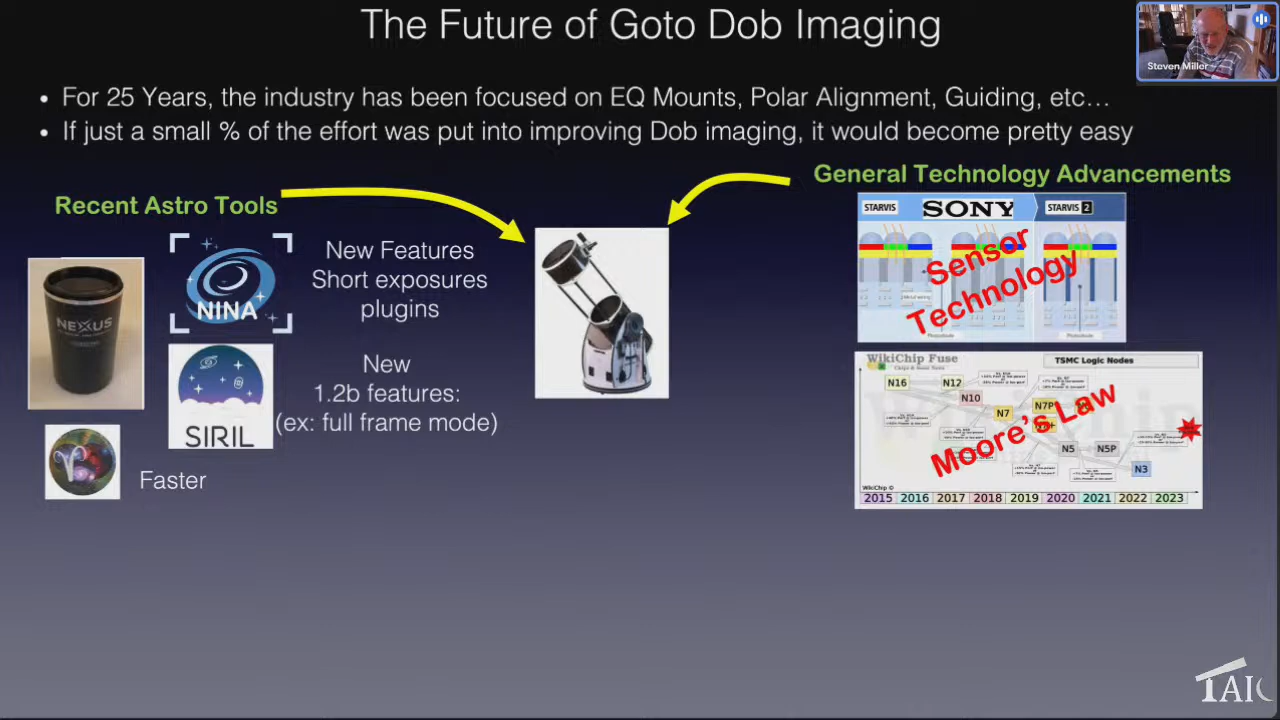 The Future of Goto Dob Imaging
Steven Miller
• For 25 Years, the industry has been focused on EQ Mounts, Polar Alignment, Guiding, etc…
• If just a small % of the effort was put into improving Dob imaging, it would become pretty easy
Recent Astro Tools
NEXUS
NINA
New Features
Short exposures
plugins
SIRIL
New
1.2b features:
(ex: full frame mode)
Faster
General Technology Advancements
STARVIS
SONY
STARVIS 2
Sensor
Technology
WikiChip Fuse
Chips & Semi News
TSMC Logic Nodes
N16
N12
N10
N7
N7P
N5
N5P
N3
Moore's Law
WikiChip ©
2015 2016 2017 2018 2019 2020 2021 2022 2023
TAIC